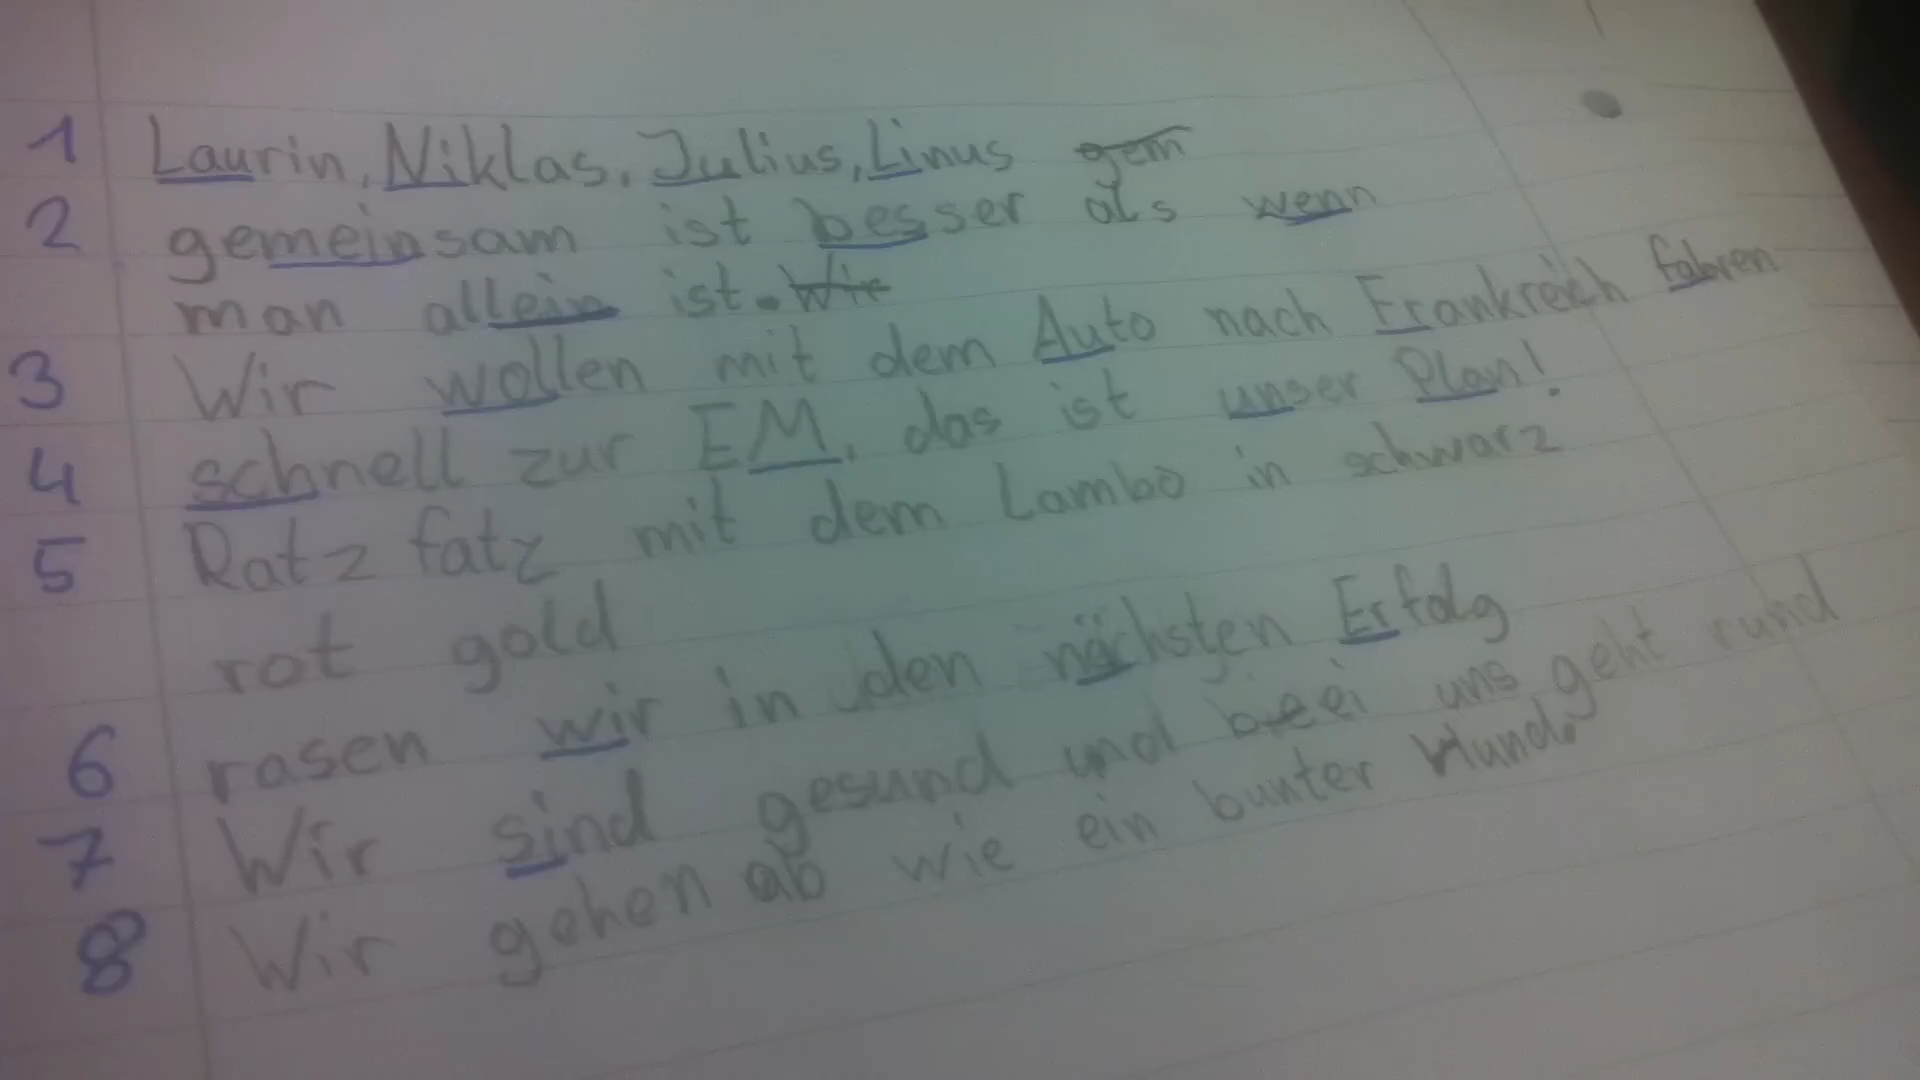 1 Laurin, Niklas, Julius, Linus gem
2 gemeinsam ist besser als wenn
man allein ist. Wir
3 Wir wollen mit dem Auto nach Frankreich fahren
4 schnell zur EM, das ist unser Plan!
5 Ratz fatz mit dem Lambo in schwarz
rot gold
6 rasen wir in den nächsten Erfolg
7 Wir sind gesund und bei uns geht rund
8 Wir gehen ab wie ein bunter Hund.